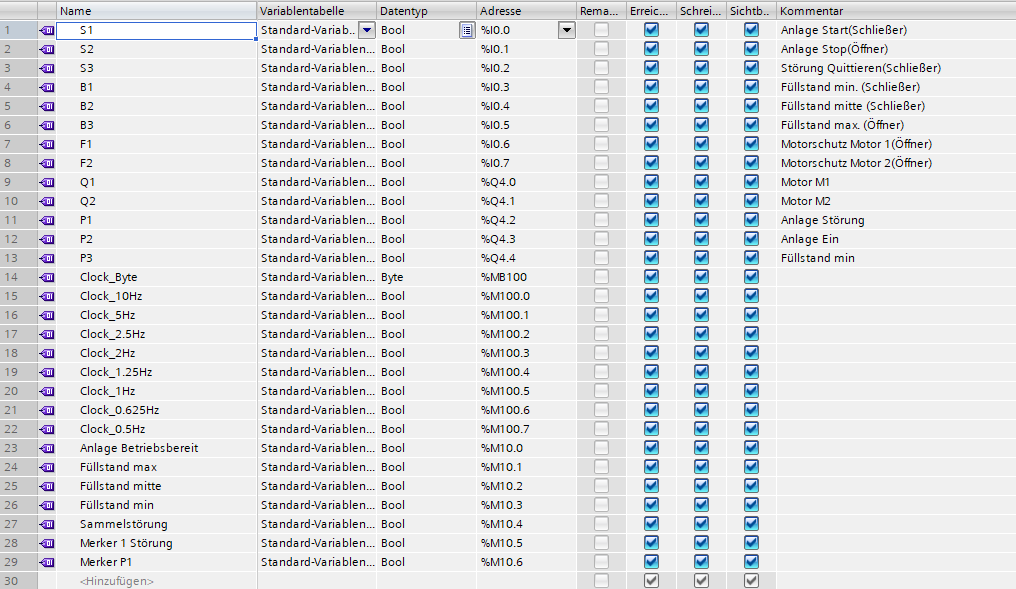 Name Variablentabelle Datentyp Adresse Rema... Erreic... Schrei... Sichtb... Kommentar
1 S1 Standard-Variab... Bool %I0.0 Anlage Start(Schließer)
2 S2 Standard-Variablen... Bool %I0.1 Anlage Stop(Öffner)
3 S3 Standard-Variablen... Bool %I0.2 Störung Quittieren(Schließer)
4 B1 Standard-Variablen... Bool %I0.3 Füllstand min. (Schließer)
5 B2 Standard-Variablen... Bool %I0.4 Füllstand mitte (Schließer)
6 B3 Standard-Variablen... Bool %I0.5 Füllstand max. (Öffner)
7 F1 Standard-Variablen... Bool %I0.6 Motorschutz Motor 1(Öffner)
8 F2 Standard-Variablen... Bool %I0.7 Motorschutz Motor 2(Öffner)
9 Q1 Standard-Variablen... Bool %Q4.0 Motor M1
10 Q2 Standard-Variablen... Bool %Q4.1 Motor M2
11 P1 Standard-Variablen... Bool %Q4.2 Anlage Störung
12 P2 Standard-Variablen... Bool %Q4.3 Anlage Ein
13 P3 Standard-Variablen... Bool %Q4.4 Füllstand min
14 Clock_Byte Standard-Variablen... Byte %MB100
15 Clock_10Hz Standard-Variablen... Bool %M100.0
16 Clock_5Hz Standard-Variablen... Bool %M100.1
17 Clock_2.5Hz Standard-Variablen... Bool %M100.2
18 Clock_2Hz Standard-Variablen... Bool %M100.3
19 Clock_1.25Hz Standard-Variablen... Bool %M100.4
20 Clock_1Hz Standard-Variablen... Bool %M100.5
21 Clock_0.625Hz Standard-Variablen... Bool %M100.6
22 Clock_0.5Hz Standard-Variablen... Bool %M100.7
23 Anlage Betriebsbereit Standard-Variablen... Bool %M10.0
24 Füllstand max Standard-Variablen... Bool %M10.1
25 Füllstand mitte Standard-Variablen... Bool %M10.2
26 Füllstand min Standard-Variablen... Bool %M10.3
27 Sammelstörung Standard-Variablen... Bool %M10.4
28 Merker 1 Störung Standard-Variablen... Bool %M10.5
29 Merker P1 Standard-Variablen... Bool %M10.6
30 <Hinzufügen>